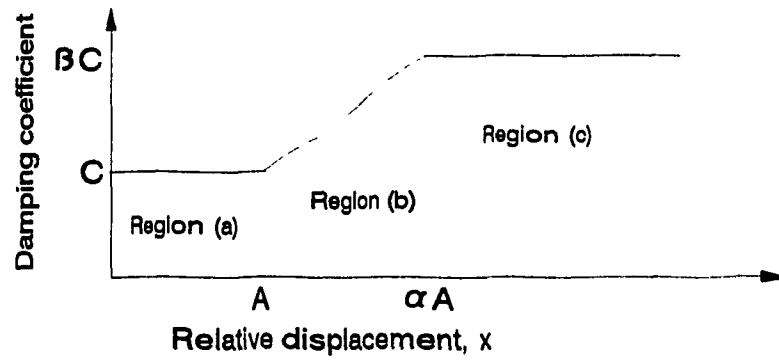 Damping coefficient
βC
C
Region (a)
Region (b)
Region (c)
A
αA
Relative displacement, x